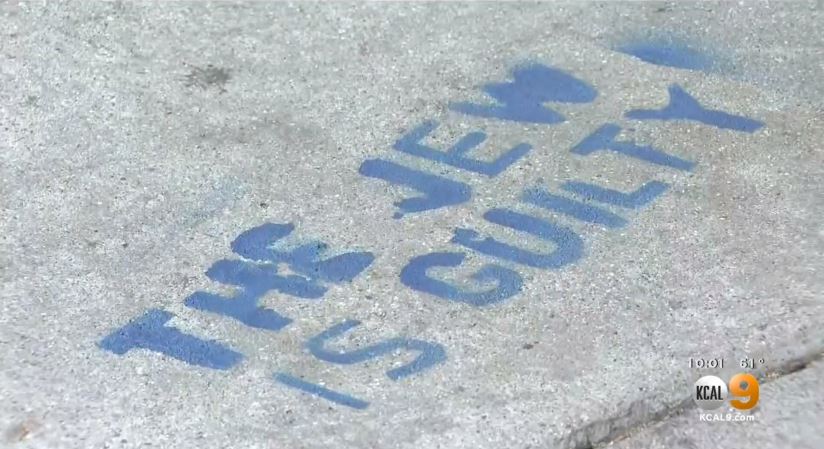 THE JEW
IS GUILTY
10:01 61°
KCAL 9
KCAL9.com